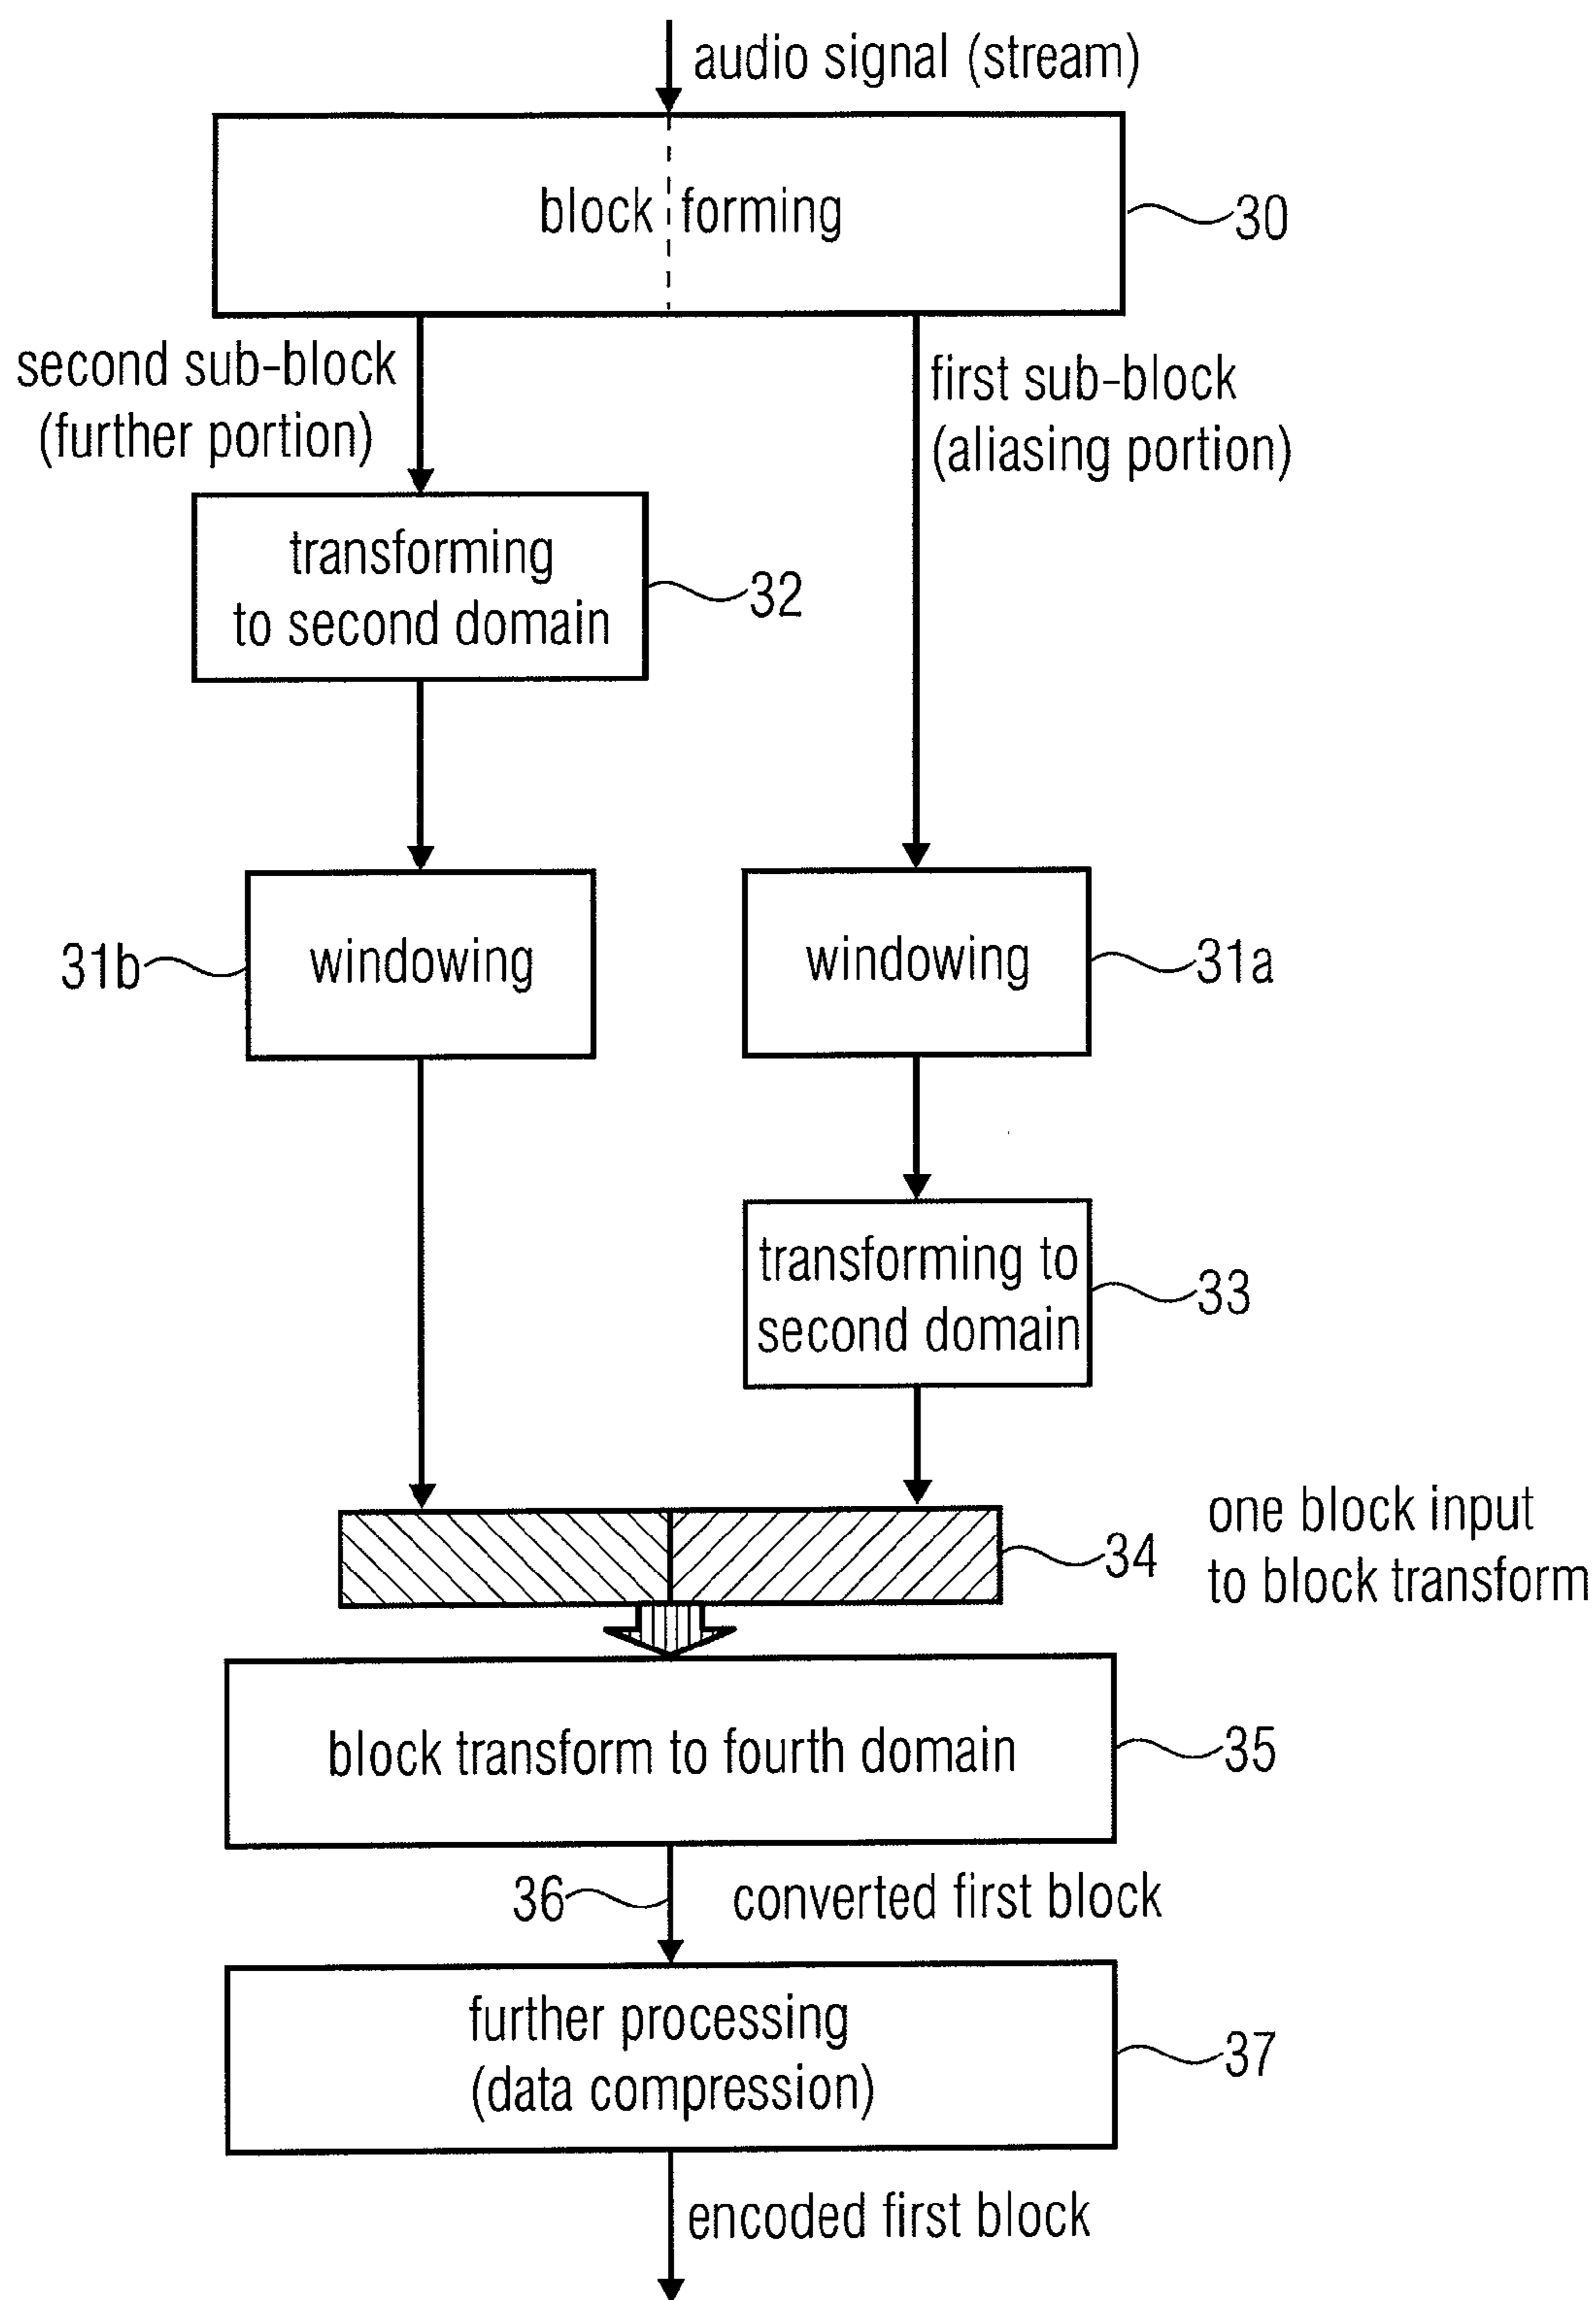 audio signal (stream)
block forming
30
second sub-block
(further portion)
first sub-block
(aliasing portion)
transforming
to second domain
32
31b
windowing
windowing
31a
transforming to
second domain
33
one block input
to block transform
34
block transform to fourth domain
35
36
converted first block
further processing
(data compression)
37
encoded first block